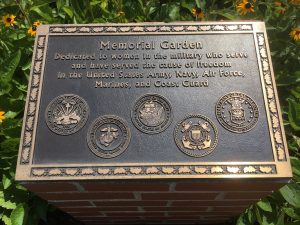 Memorial Garden
Dedicated to women in the military who serve
and have served the cause of freedom
in the United States Army, Navy, Air Force,
Marines, and Coast Guard